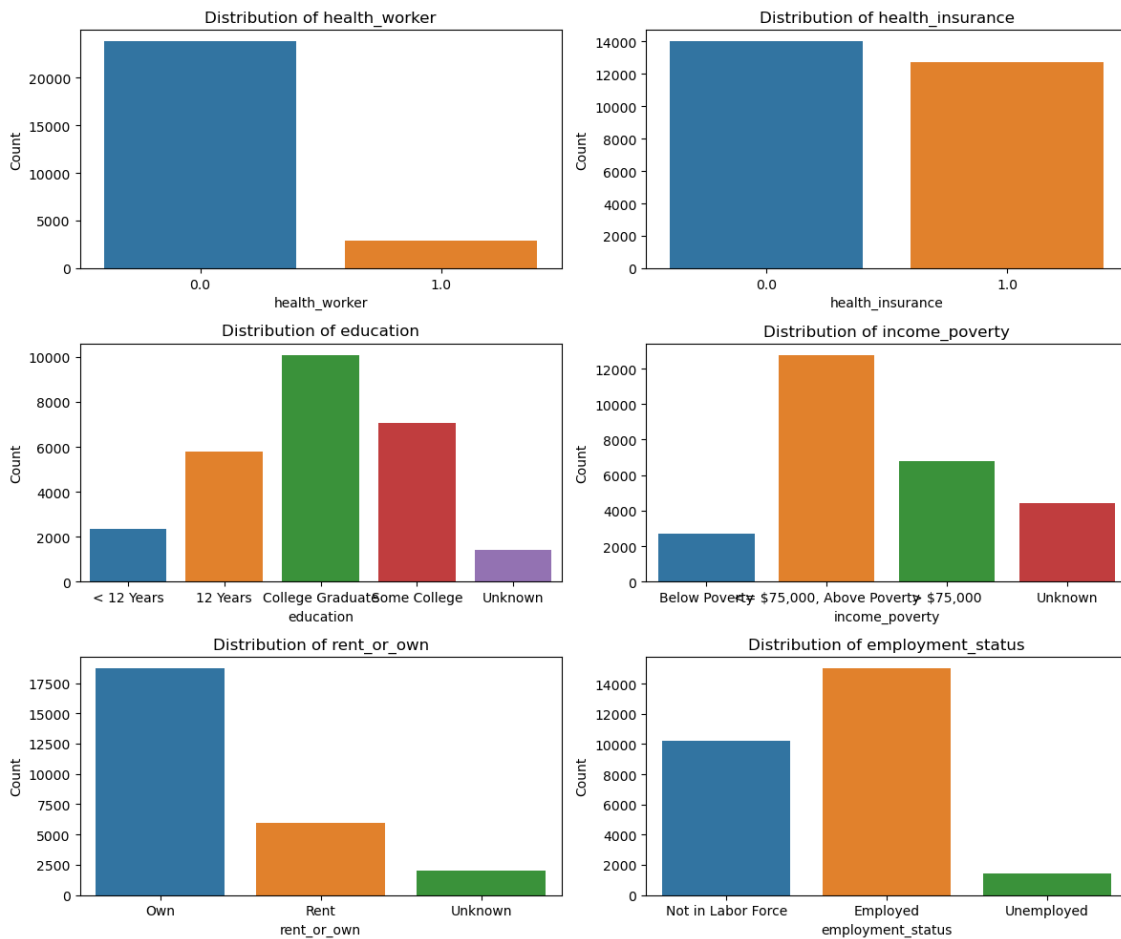 Distribution of health_worker
Count
20000
15000
10000
5000
0
0.0 1.0
health_worker
Distribution of health_insurance
Count
14000
12000
10000
8000
6000
4000
2000
0
0.0 1.0
health_insurance
Distribution of education
Count
10000
8000
6000
4000
2000
0
< 12 Years 12 Years College Graduate Some College Unknown
education
Distribution of income_poverty
Count
12000
10000
8000
6000
4000
2000
0
Below Poverty <= $75,000, Above Poverty > $75,000 Unknown
income_poverty
Distribution of rent_or_own
Count
17500
15000
12500
10000
7500
5000
2500
0
Own Rent Unknown
rent_or_own
Distribution of employment_status
Count
14000
12000
10000
8000
6000
4000
2000
0
Not in Labor Force Employed Unemployed
employment_status